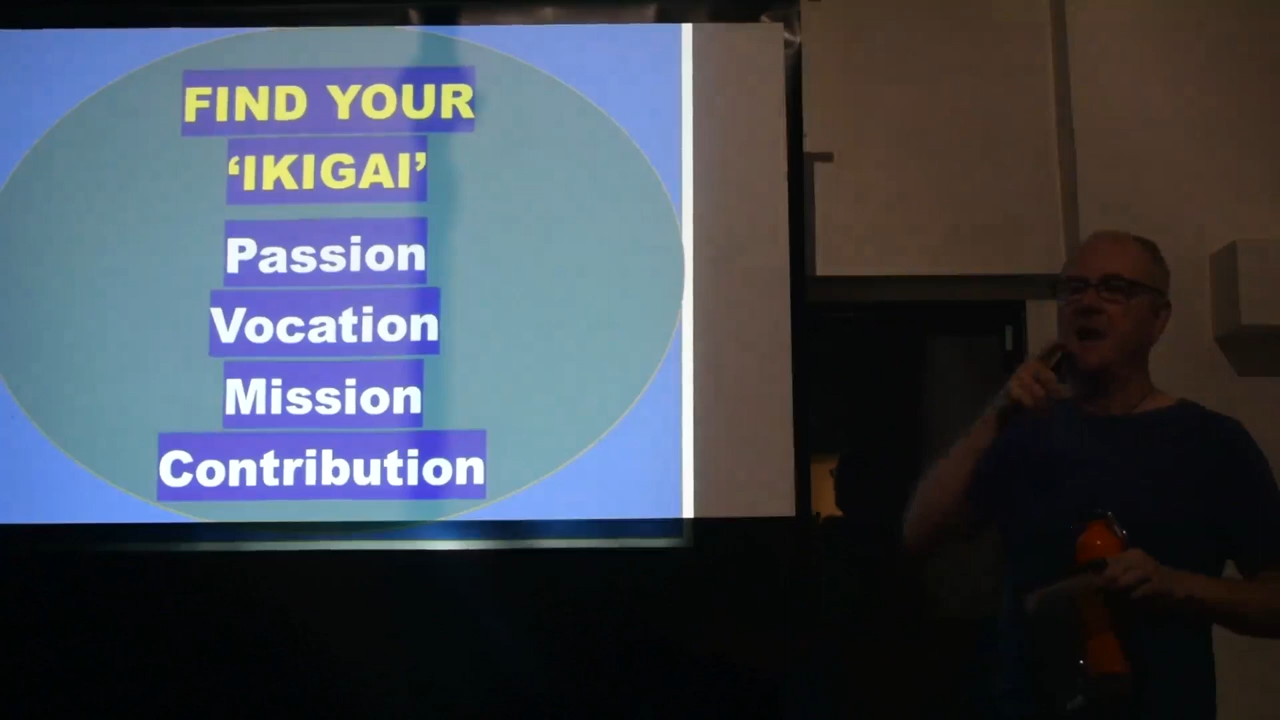 FIND YOUR
‘IKIGAI’
Passion
Vocation
Mission
Contribution